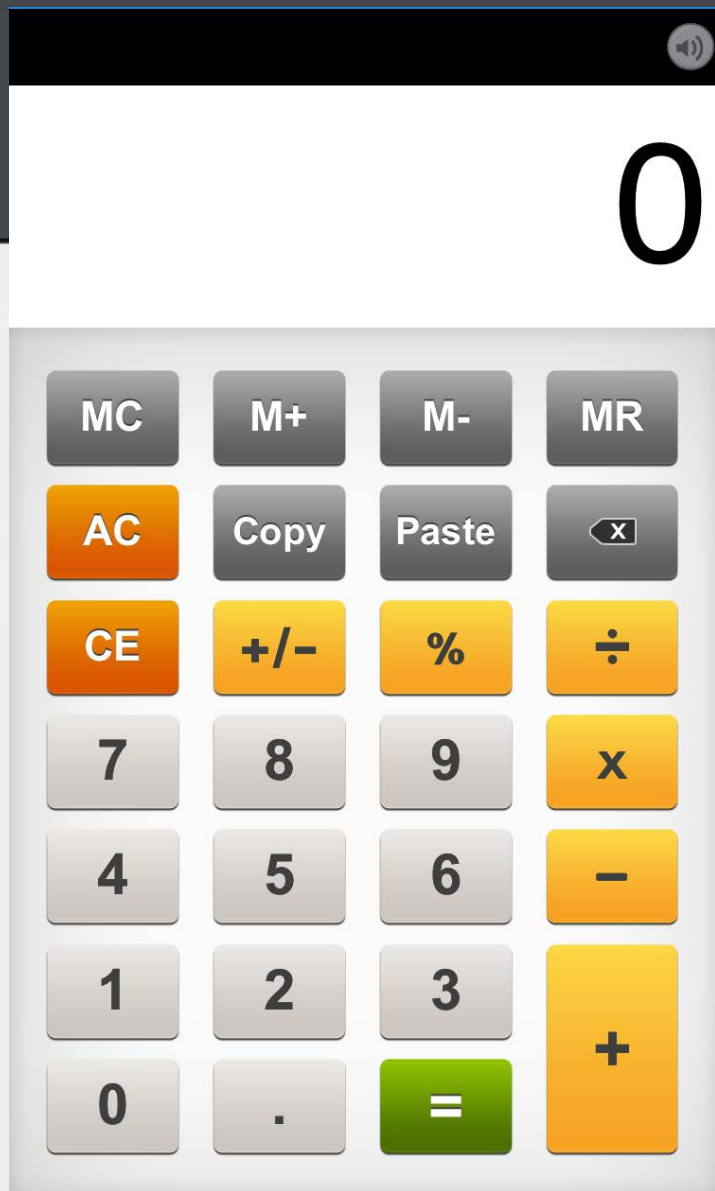 0
MC M+ M- MR
AC Copy Paste x
CE +/− % ÷
7 8 9 x
4 5 6 −
1 2 3 +
0 . =